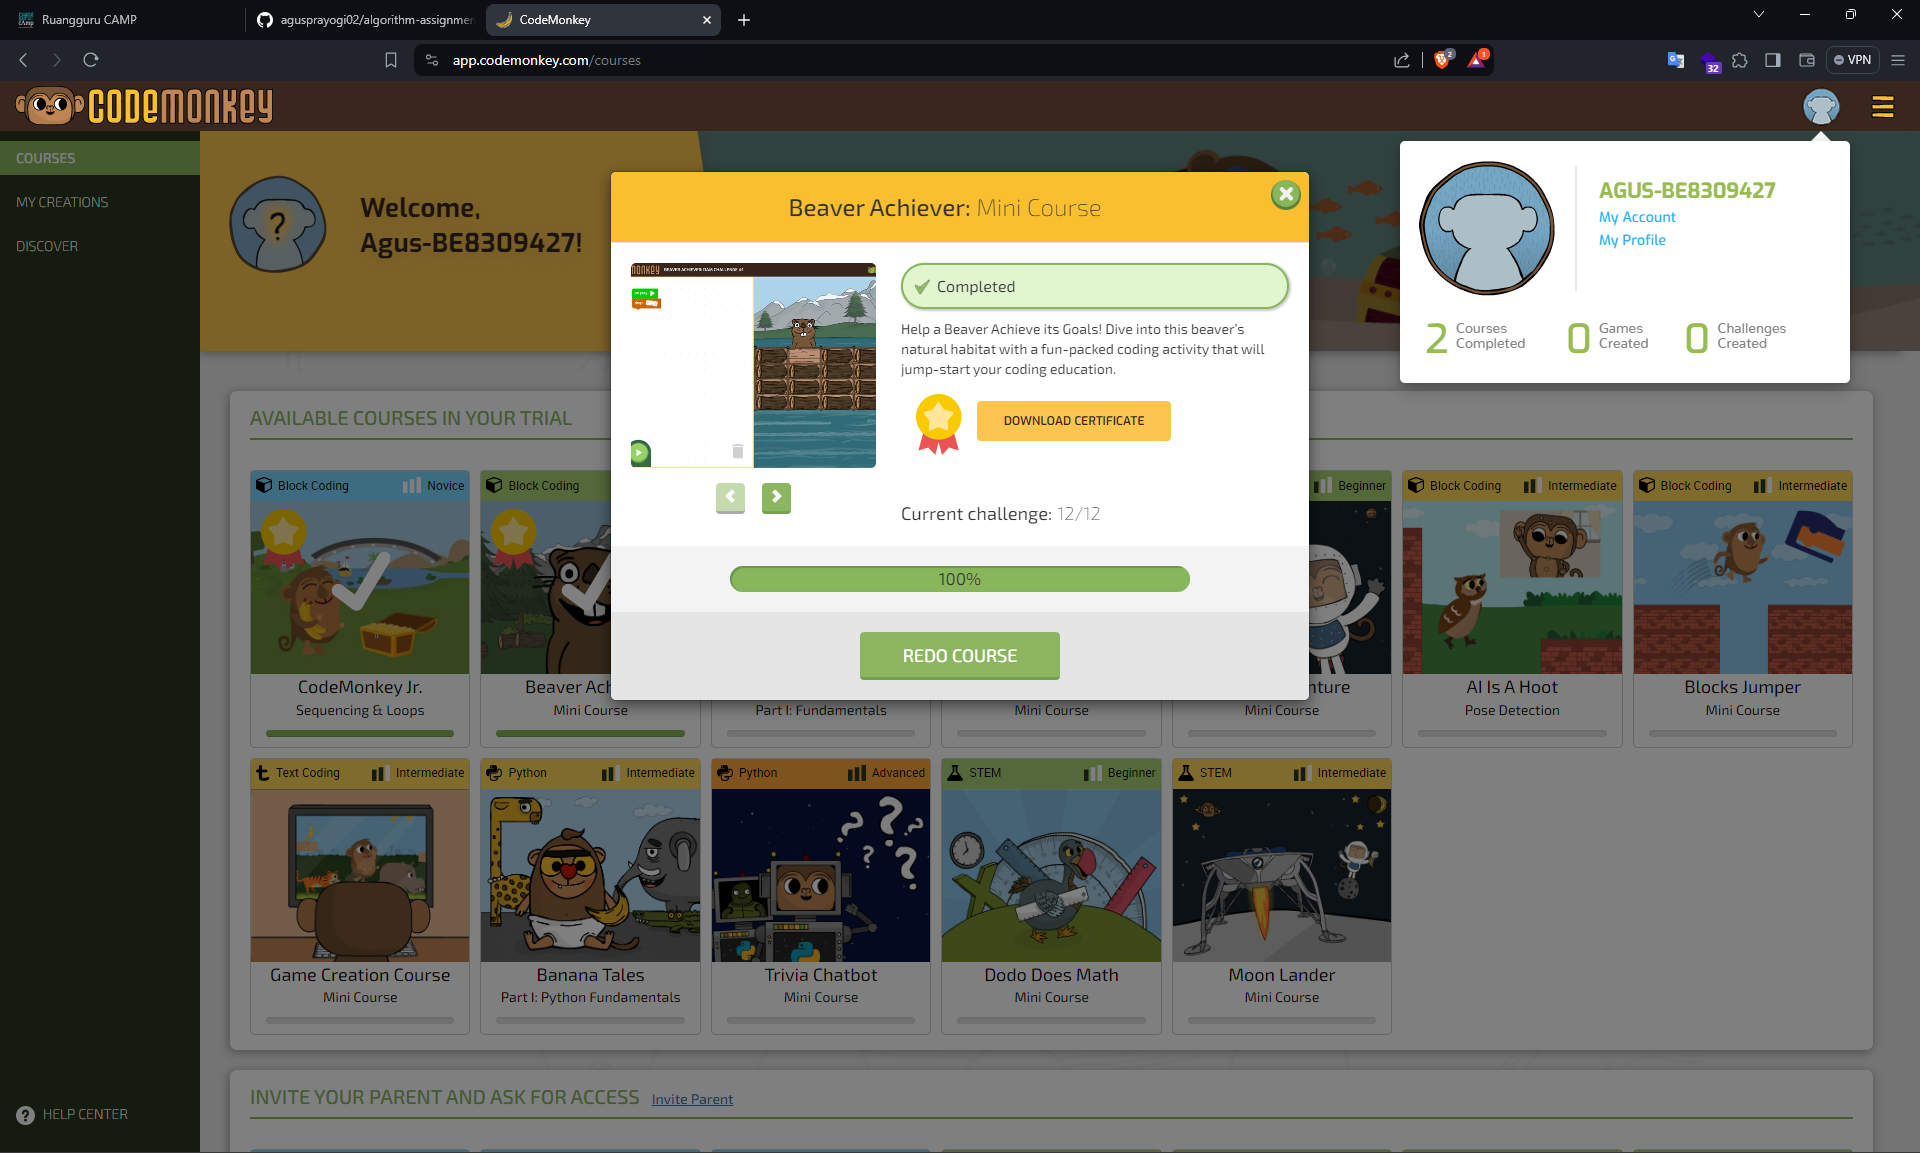 Ruangguru CAMP
agusprayogi02/algorithm-assignmen
CodeMonkey
app.codemonkey.com/courses
2
1
32
VPN
CODEMONKEY
COURSES
MY CREATIONS
DISCOVER
HELP CENTER
?
Welcome,
Agus-BE8309427!
AGUS-BE8309427
My Account
My Profile
2 Courses Completed
0 Games Created
0 Challenges Created
Beaver Achiever: Mini Course
Completed
Help a Beaver Achieve its Goals! Dive into this beaver's
natural habitat with a fun-packed coding activity that will
jump-start your coding education.
DOWNLOAD CERTIFICATE
Current challenge: 12/12
100%
REDO COURSE
AVAILABLE COURSES IN YOUR TRIAL
Block Coding Novice
CodeMonkey Jr.
Sequencing & Loops
Block Coding
Beaver Ach
Mini Course
Part I: Fundamentals
Mini Course
Beginner
nture
Mini Course
Block Coding Intermediate
AI Is A Hoot
Pose Detection
Block Coding Intermediate
Blocks Jumper
Mini Course
Text Coding Intermediate
Game Creation Course
Mini Course
Python Intermediate
Banana Tales
Part I: Python Fundamentals
Python Advanced
Trivia Chatbot
Mini Course
STEM Beginner
Dodo Does Math
Mini Course
STEM Intermediate
Moon Lander
Mini Course
INVITE YOUR PARENT AND ASK FOR ACCESS Invite Parent